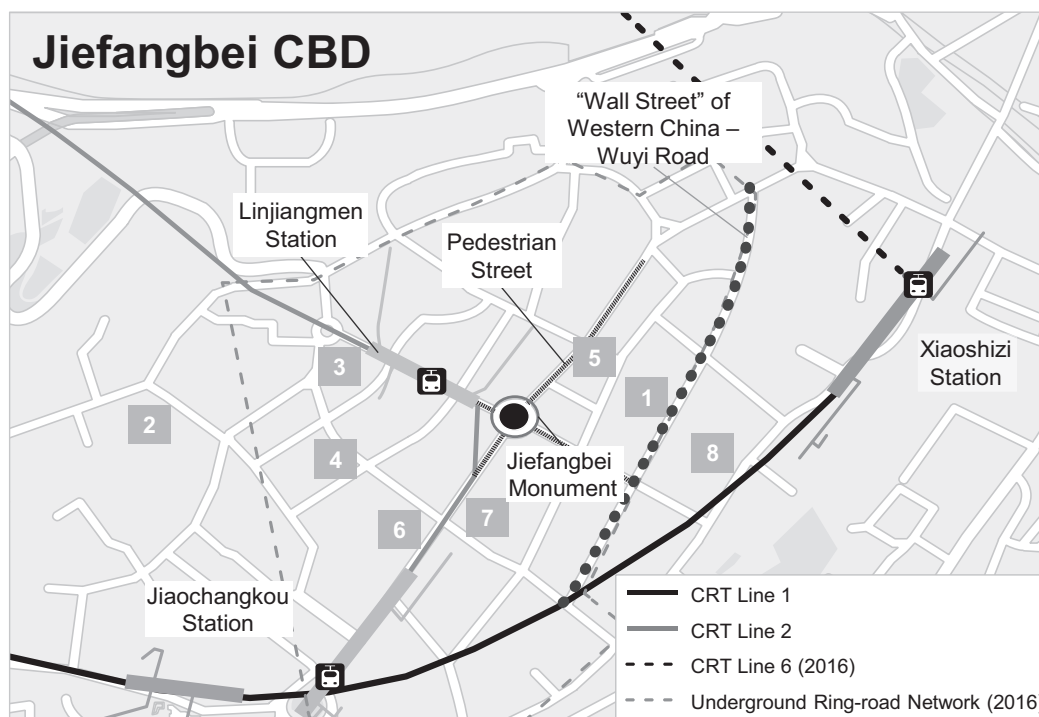 Jiefangbei CBD
“Wall Street” of
Western China –
Wuyi Road
Linjiangmen
Station
Pedestrian
Street
Xiaoshizi
Station
3
5
1
2
4
8
Jiefangbei
Monument
6
7
Jiaochangkou
Station
CRT Line 1
CRT Line 2
CRT Line 6 (2016)
Underground Ring-road Network (2016)